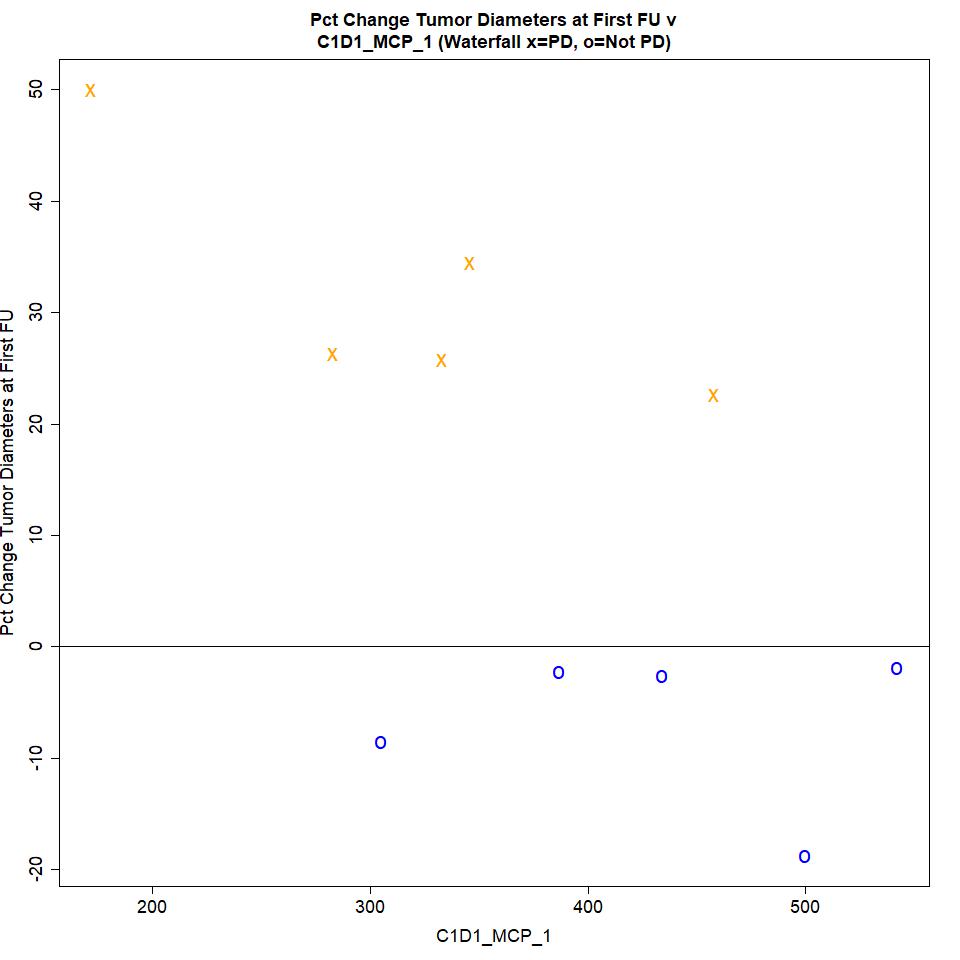 Pct Change Tumor Diameters at First FU v
C1D1_MCP_1 (Waterfall x=PD, o=Not PD)
Pct Change Tumor Diameters at First FU
50
40
30
20
10
0
-10
-20
X
X
X
X
X
O
O
O
O
O
200 300 400 500
C1D1_MCP_1